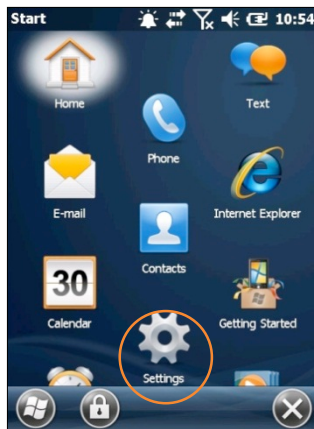 Start 10:54
Home
Text
Phone
E-mail
Internet Explorer
Contacts
30
Calendar
Getting Started
Settings